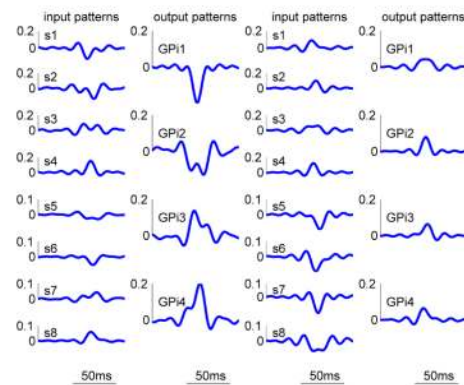 input patterns output patterns input patterns output patterns
0.2 s1 0
0.2 s2 0
0.2 s3 0
0.2 s4 0
0.1 s5 0
0.1 s6 0
0.1 s7 0
0.1 s8 0
50ms
0.2 GPi1 0
0.2 GPi2 0
0.2 GPi3 0
0.2 GPi4 0
50ms
0.2 s1 0
0.2 s2 0
0.2 s3 0
0.2 s4 0
0.1 s5 0
0.1 s6 0
0.1 s7 0
0.1 s8 0
50ms
0.2 GPi1 0
0.2 GPi2 0
0.2 GPi3 0
0.2 GPi4 0
50ms